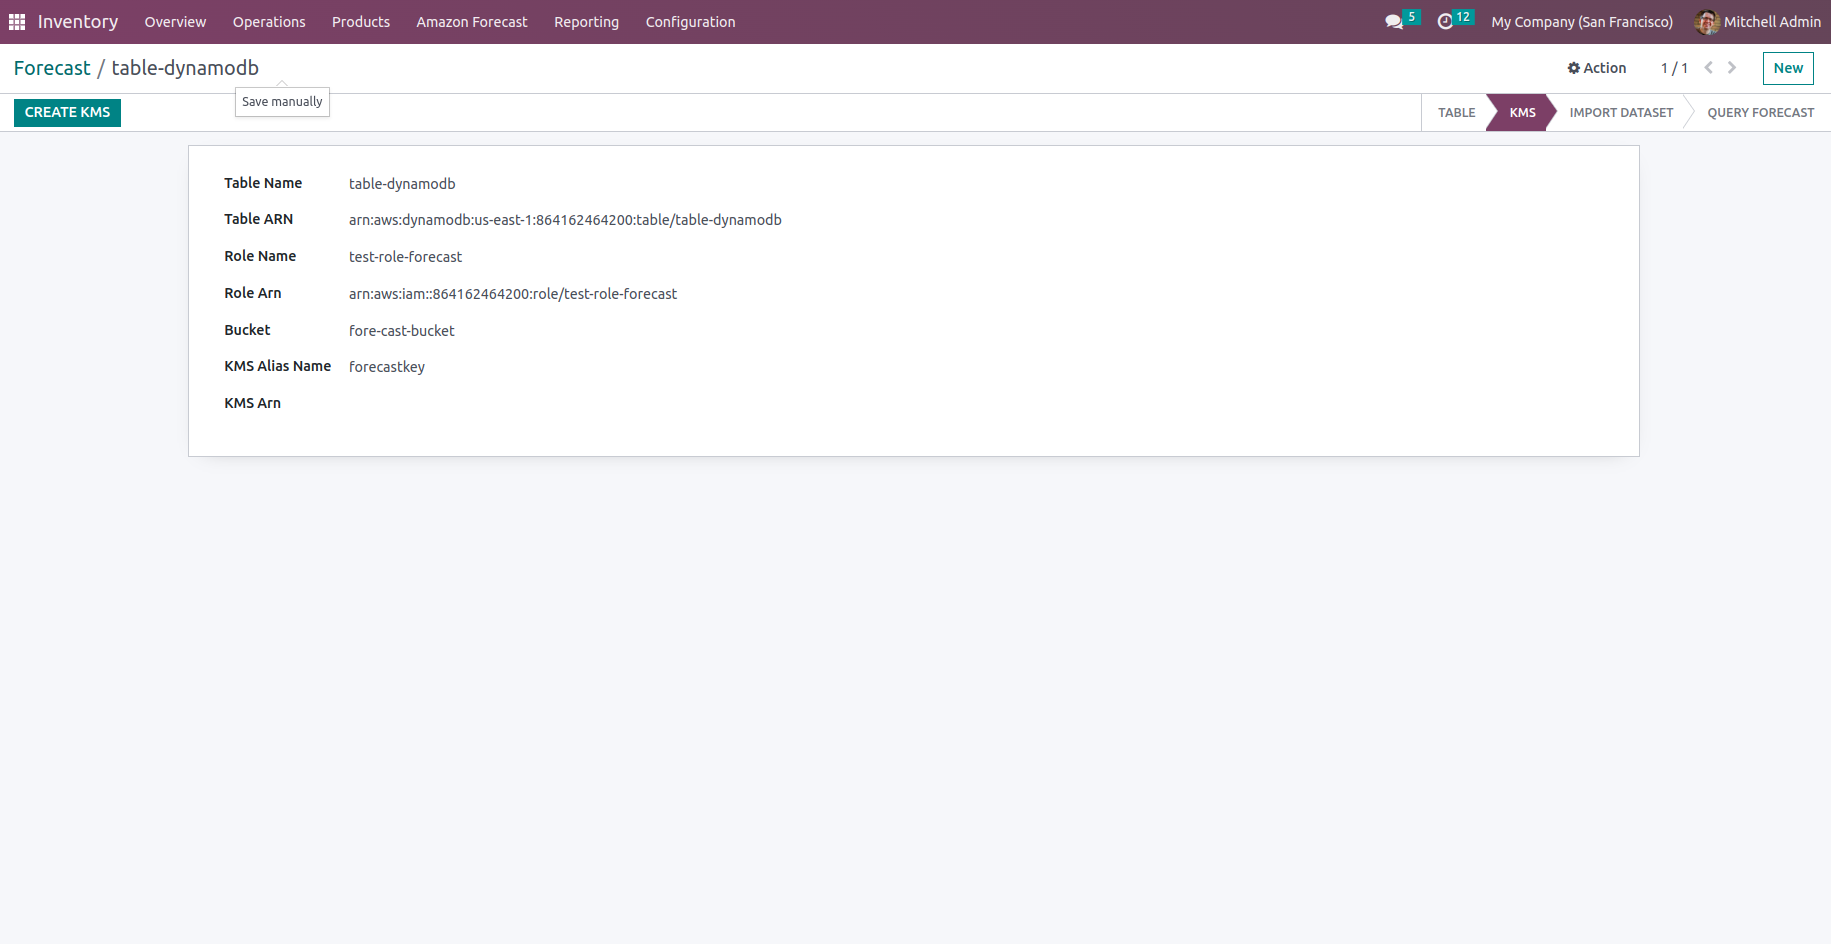 Inventory Overview Operations Products Amazon Forecast Reporting Configuration 5 12 My Company (San Francisco) Mitchell Admin
Forecast / table-dynamodb Action 1 / 1 New
Save manually
CREATE KMS TABLE KMS IMPORT DATASET QUERY FORECAST
Table Name table-dynamodb
Table ARN arn:aws:dynamodb:us-east-1:864162464200:table/table-dynamodb
Role Name test-role-forecast
Role Arn arn:aws:iam::864162464200:role/test-role-forecast
Bucket fore-cast-bucket
KMS Alias Name forecastkey
KMS Arn